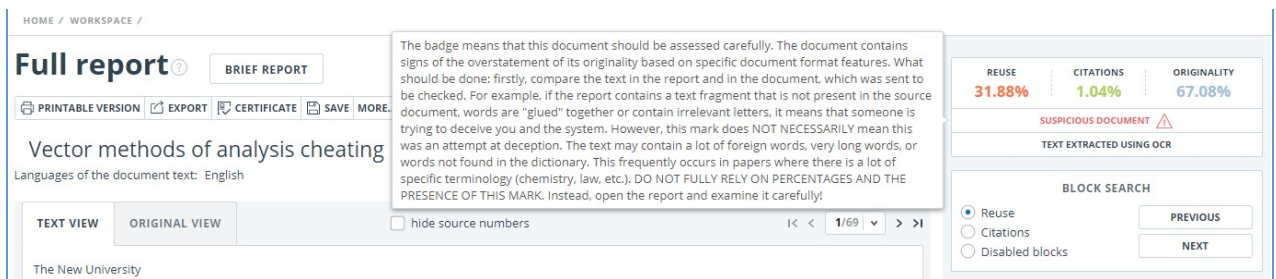 HOME / WORKSPACE /
Full report ?
BRIEF REPORT
PRINTABLE VERSION EXPORT CERTIFICATE SAVE MORE.
Vector methods of analysis cheating
Languages of the document text: English
The badge means that this document should be assessed carefully. The document contains
signs of the overstatement of its originality based on specific document format features. What
should be done: firstly, compare the text in the report and in the document, which was sent to
be checked. For example, if the report contains a text fragment that is not present in the source
document, words are "glued" together or contain irrelevant letters, it means that someone is
trying to deceive you and the system. However, this mark does NOT NECESSARILY mean this
was an attempt at deception. The text may contain a lot of foreign words, very long words, or
words not found in the dictionary. This frequently occurs in papers where there is a lot of
specific terminology (chemistry, law, etc.). DO NOT FULLY RELY ON PERCENTAGES AND THE
PRESENCE OF THIS MARK. Instead, open the report and examine it carefully!
REUSE CITATIONS ORIGINALITY
31.88% 1.04% 67.08%
SUSPICIOUS DOCUMENT
TEXT EXTRACTED USING OCR
BLOCK SEARCH
Reuse
Citations
Disabled blocks
PREVIOUS
NEXT
TEXT VIEW ORIGINAL VIEW
hide source numbers
1/69
The New University